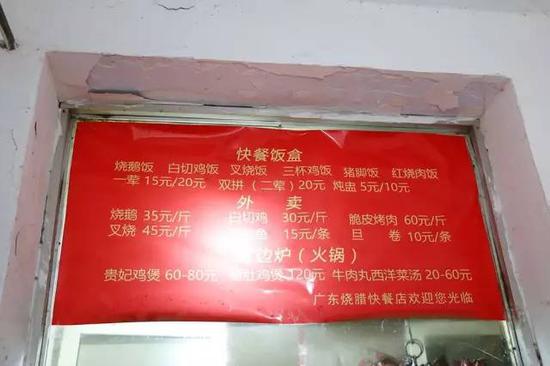 快餐饭盒
烧鹅饭 白切鸡饭 叉烧饭 三杯鸡饭 猪脚饭 红烧肉饭
一荤 15元/20元 双拼（二荤）20元 炖盅 5元/10元
外 卖
烧鹅 35元/斤 白切鸡 30元/斤 脆皮烤肉 60元/斤
叉烧 45元/斤 鱼 15元/条 旦 卷 10元/条
边炉（火锅）
贵妃鸡煲 60-80元 肚鸡煲 120元 牛肉丸西洋菜汤 20-60元
广东烧腊快餐店欢迎您光临